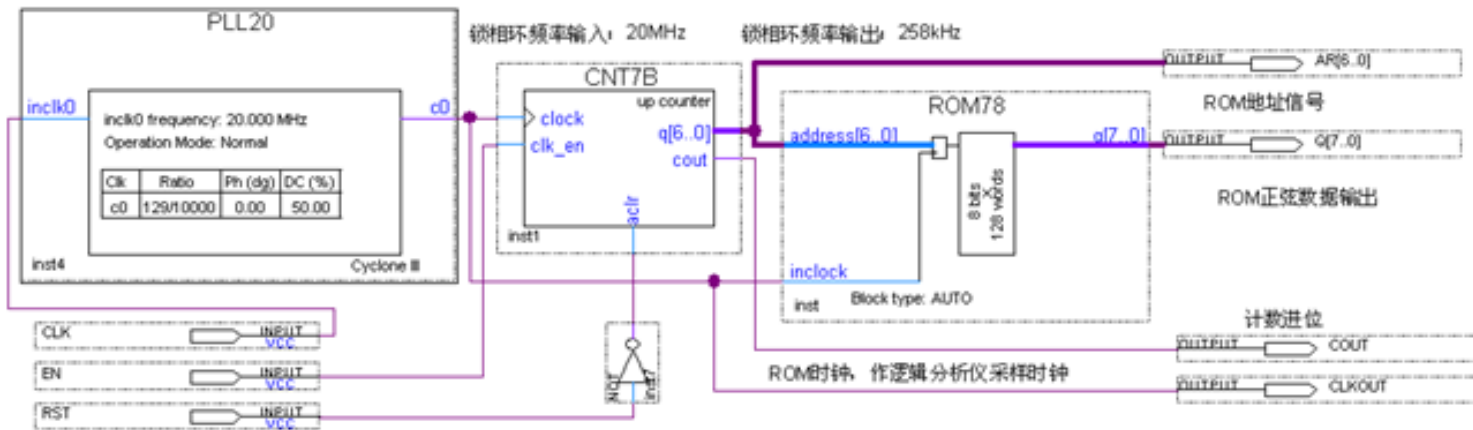 PLL20
锁相环频率输入：20MHz
锁相环频率输出：258kHz
OUTPUT AR[6..0]
CNT7B
up counter
ROM78
ROM地址信号
inclk0
c0
inclk0 frequency: 20.000 MHz
Operation Mode: Normal
clock
q[6..0]
clk_en
cout
address[6..0]
q[7..0]
OUTPUT Q[7..0]
Clk Ratio Ph (dg) DC (%)
c0 129/10000 0.00 50.00
8 bits
×
128 words
ROM正弦数据输出
aclr
inst1
inst4
Cyclone III
inclock
Block type: AUTO
inst
计数进位
CLK INPUT
VCC
OUTPUT COUT
EN INPUT
VCC
NOT
inst7
ROM时钟，作逻辑分析仪采样时钟
OUTPUT CLKOUT
RST INPUT
VCC